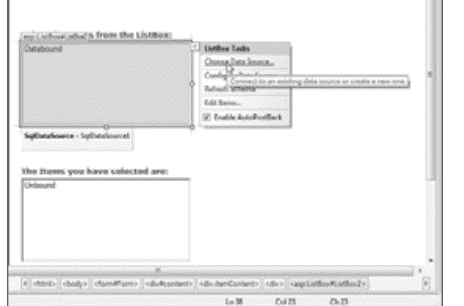 s from the ListBox:
Databound
ListBox Tasks
Choose Data Source...
Connect to an existing data source or create a new one.
Refresh Schema
Edit Items...
Enable AutoPostBack
SqlDataSource - SqlDataSource1
The Items you have selected are:
Unbound
<html> <body> <form#form> <div#content> <div.itemContent> <div> <asp:ListBox#ListBox2>
Ln 38 Col 23 Ch 23